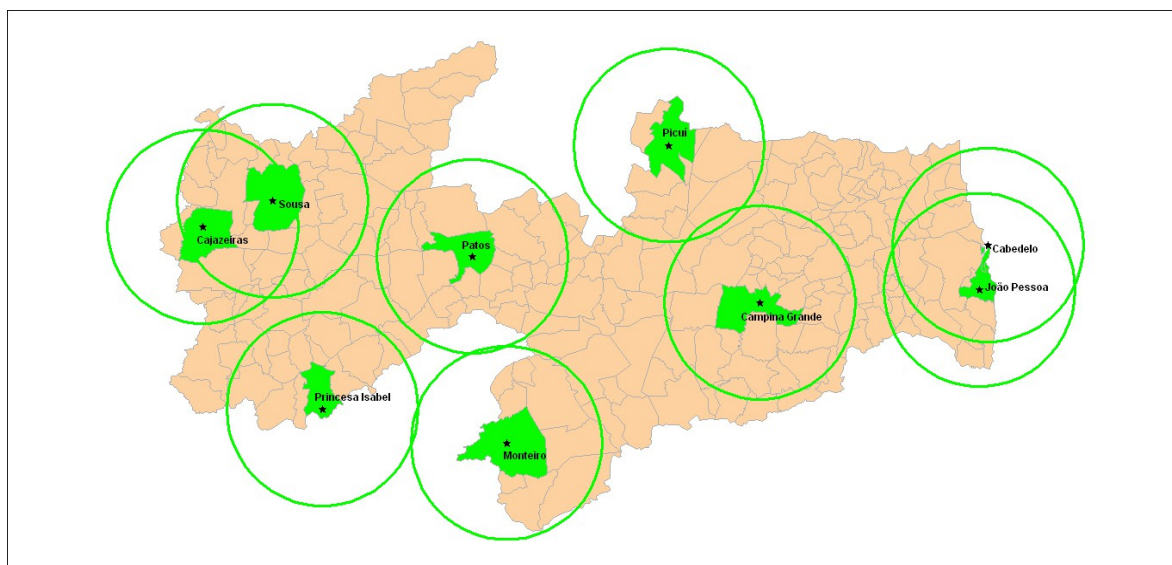 Picuí
Sousa
Cajazeiras
Patos
Cabedelo
João Pessoa
Campina Grande
Princesa Isabel
Monteiro